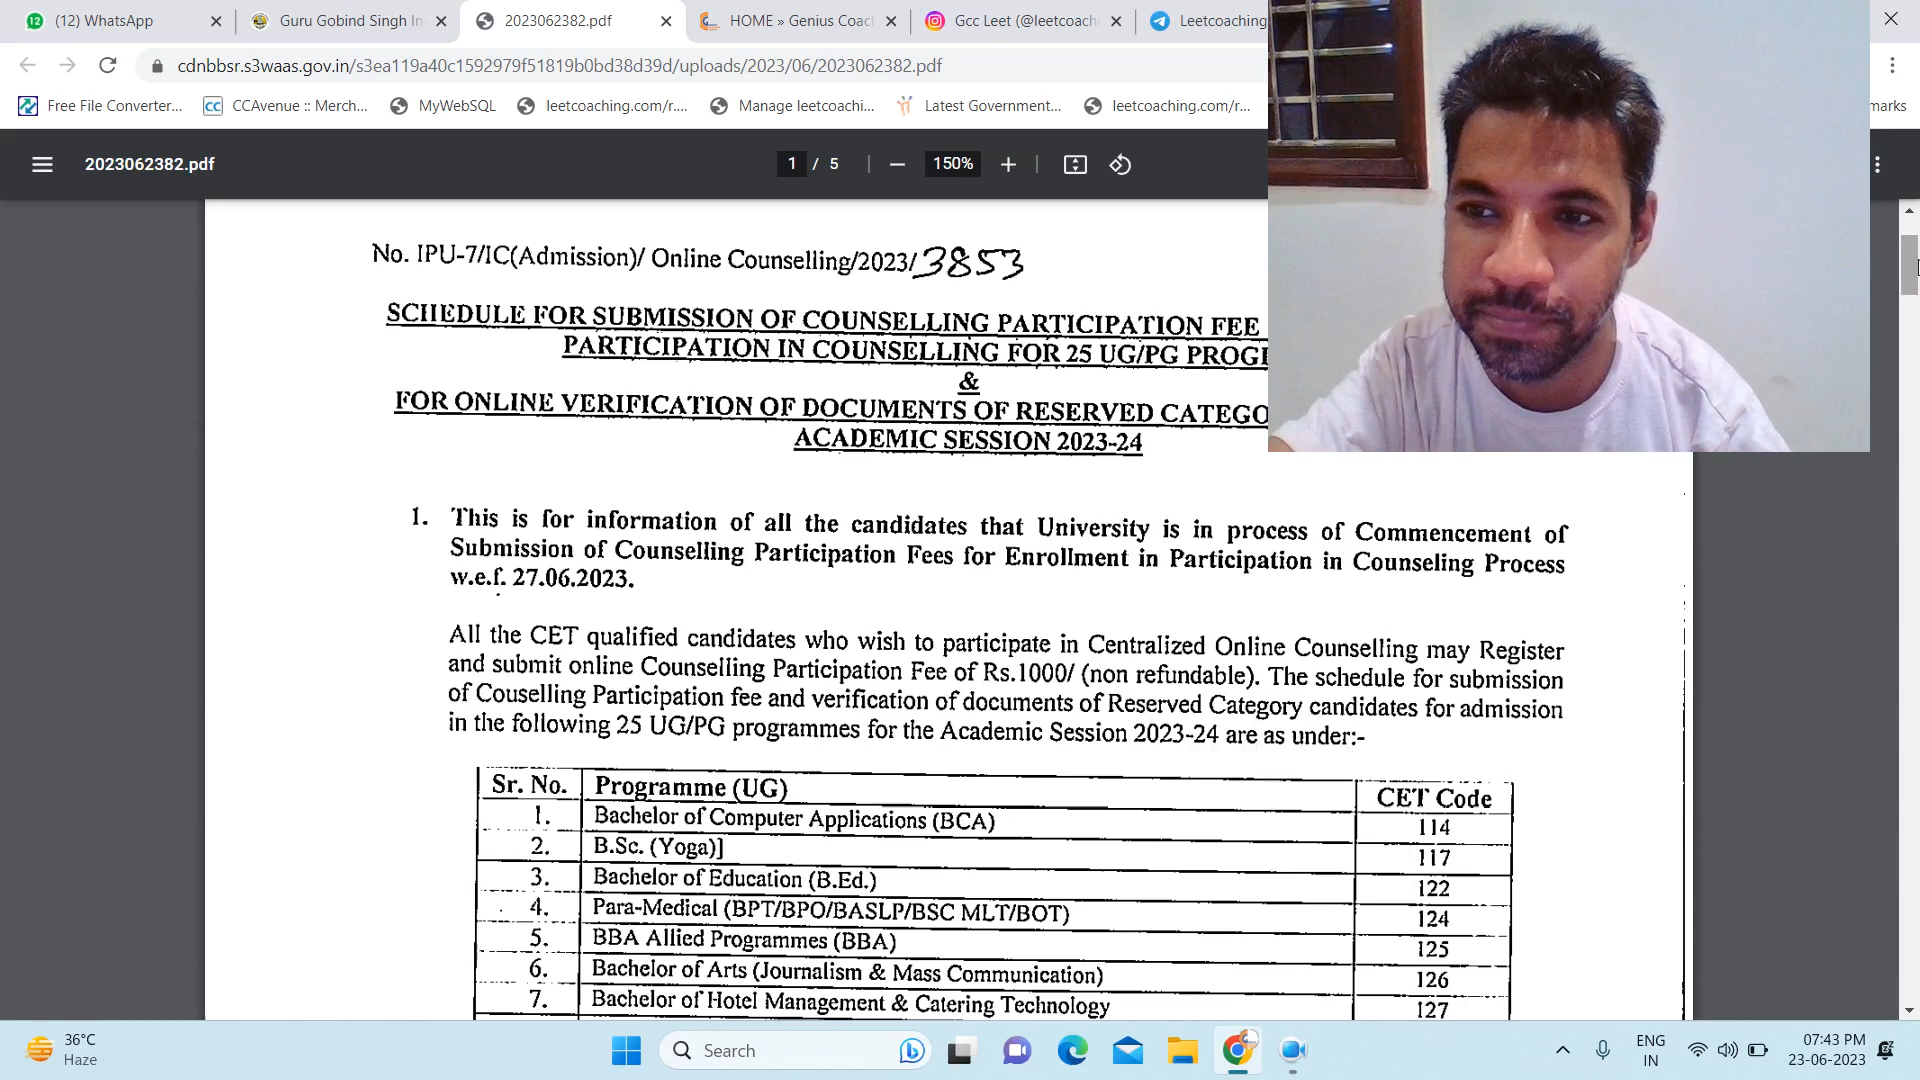 (12) WhatsApp
Guru Gobind Singh In
2023062382.pdf
HOME » Genius Coac
Gcc Leet (@leetcoachi
Leetcoaching
cdnbbsr.s3waas.gov.in/s3ea119a40c1592979f51819b0bd38d39d/uploads/2023/06/2023062382.pdf
Free File Converter...
CCAvenue :: Merch...
MyWebSQL
leetcoaching.com/r....
Manage leetcoachi...
Latest Government...
leetcoaching.com/r...
marks
2023062382.pdf
1 / 5
150%
No. IPU-7/IC(Admission)/ Online Counselling/2023/3853
SCHEDULE FOR SUBMISSION OF COUNSELLING PARTICIPATION FEE
PARTICIPATION IN COUNSELLING FOR 25 UG/PG PROG
&
FOR ONLINE VERIFICATION OF DOCUMENTS OF RESERVED CATEGO
ACADEMIC SESSION 2023-24
1. This is for information of all the candidates that University is in process of Commencement of
Submission of Counselling Participation Fees for Enrollment in Participation in Counseling Process
w.e.f. 27.06.2023.
All the CET qualified candidates who wish to participate in Centralized Online Counselling may Register
and submit online Counselling Participation Fee of Rs.1000/ (non refundable). The schedule for submission
of Couselling Participation fee and verification of documents of Reserved Category candidates for admission
in the following 25 UG/PG programmes for the Academic Session 2023-24 are as under:-
Sr. No. Programme (UG) CET Code
1. Bachelor of Computer Applications (BCA) 114
2. B.Sc. (Yoga)] 117
3. Bachelor of Education (B.Ed.) 122
4. Para-Medical (BPT/BPO/BASLP/BSC MLT/BOT) 124
5. BBA Allied Programmes (BBA) 125
6. Bachelor of Arts (Journalism & Mass Communication) 126
7. Bachelor of Hotel Management & Catering Technology 127
36°C
Haze
Search
ENG
IN
07:43 PM
23-06-2023